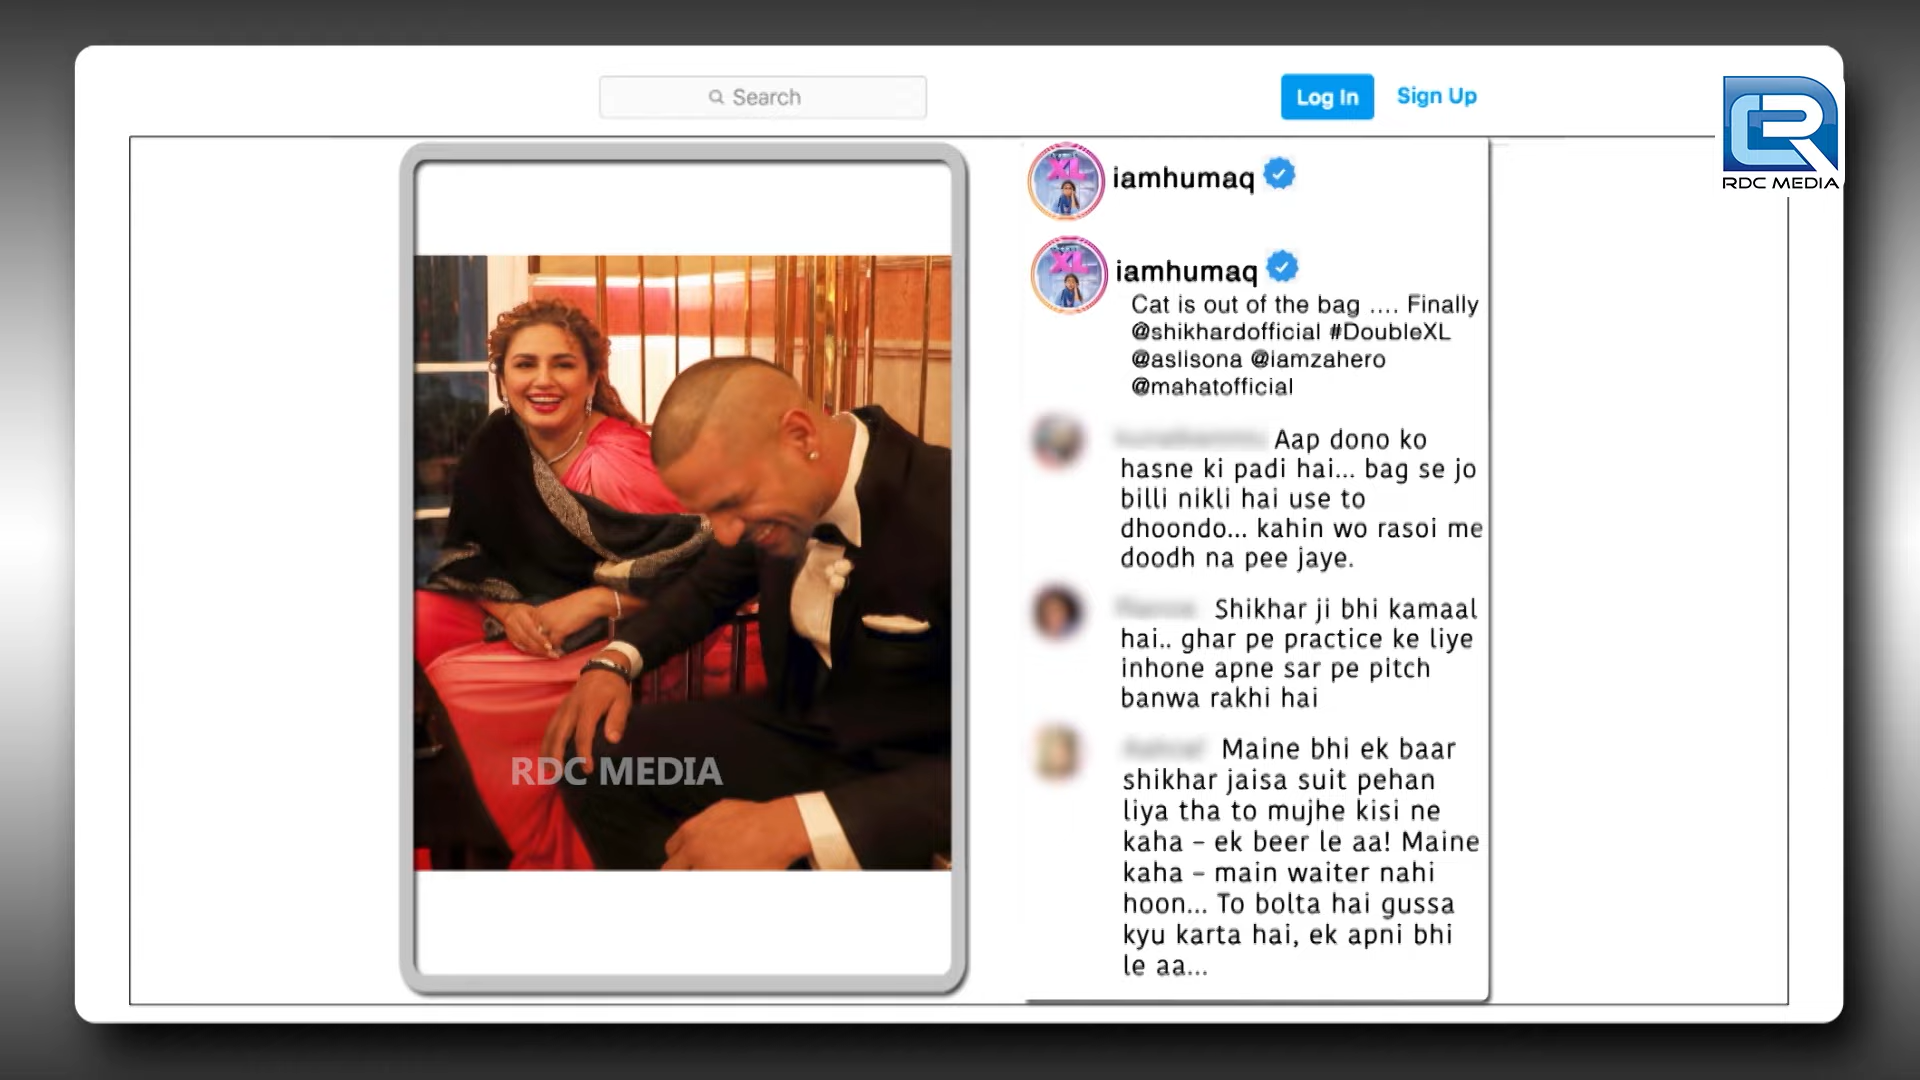 Search
Log In
Sign Up
RDC MEDIA
XL
iamhumaq
XL
iamhumaq
Cat is out of the bag .... Finally
@shikhardofficial #DoubleXL
@aslisona @iamzahero
@mahatofficial
Aap dono ko
hasne ki padi hai... bag se jo
billi nikli hai use to
dhoondo... kahin wo rasoi me
doodh na pee jaye.
Shikhar ji bhi kamaal
hai.. ghar pe practice ke liye
inhone apne sar pe pitch
banwa rakhi hai
Maine bhi ek baar
shikhar jaisa suit pehan
liya tha to mujhe kisi ne
kaha – ek beer le aa! Maine
kaha – main waiter nahi
hoon... To bolta hai gussa
kyu karta hai, ek apni bhi
le aa...
RDC MEDIA